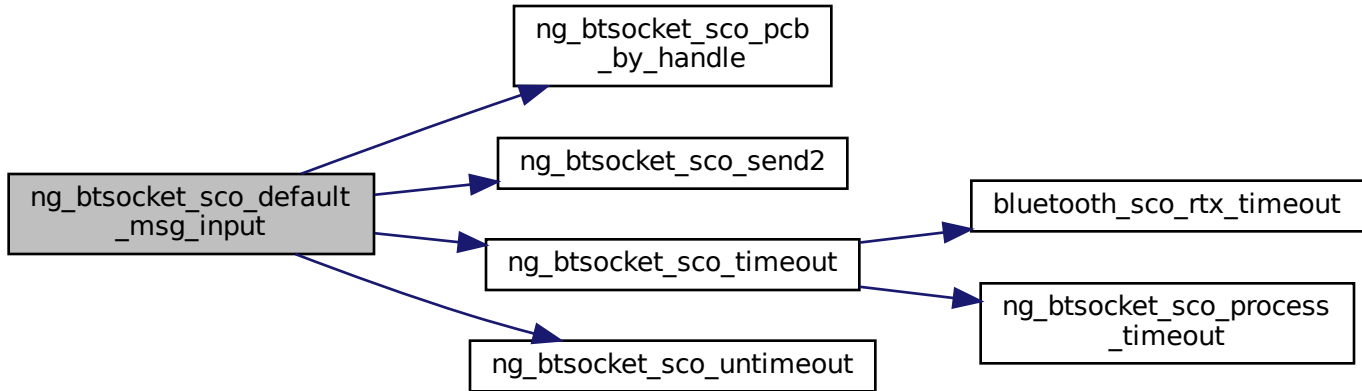 ng_btsocket_sco_pcb
_by_handle
ng_btsocket_sco_send2
ng_btsocket_sco_default
_msg_input
bluetooth_sco_rtx_timeout
ng_btsocket_sco_timeout
ng_btsocket_sco_process
_timeout
ng_btsocket_sco_untimeout